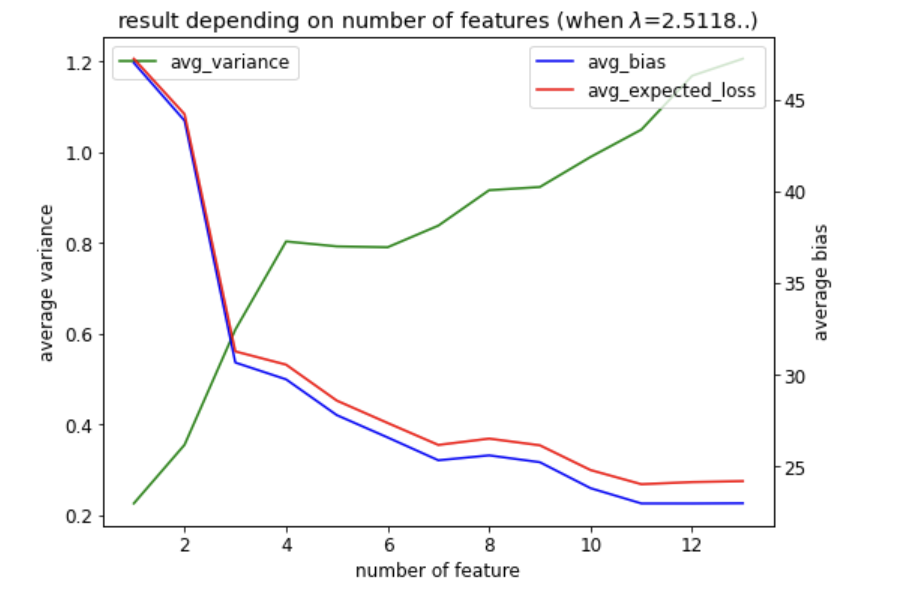 result depending on number of features (when λ=2.5118..)
avg_variance
avg_bias
avg_expected_loss
average variance
1.2
1.0
0.8
0.6
0.4
0.2
45
40
35
30
25
average bias
2
4
6
8
10
12
number of feature